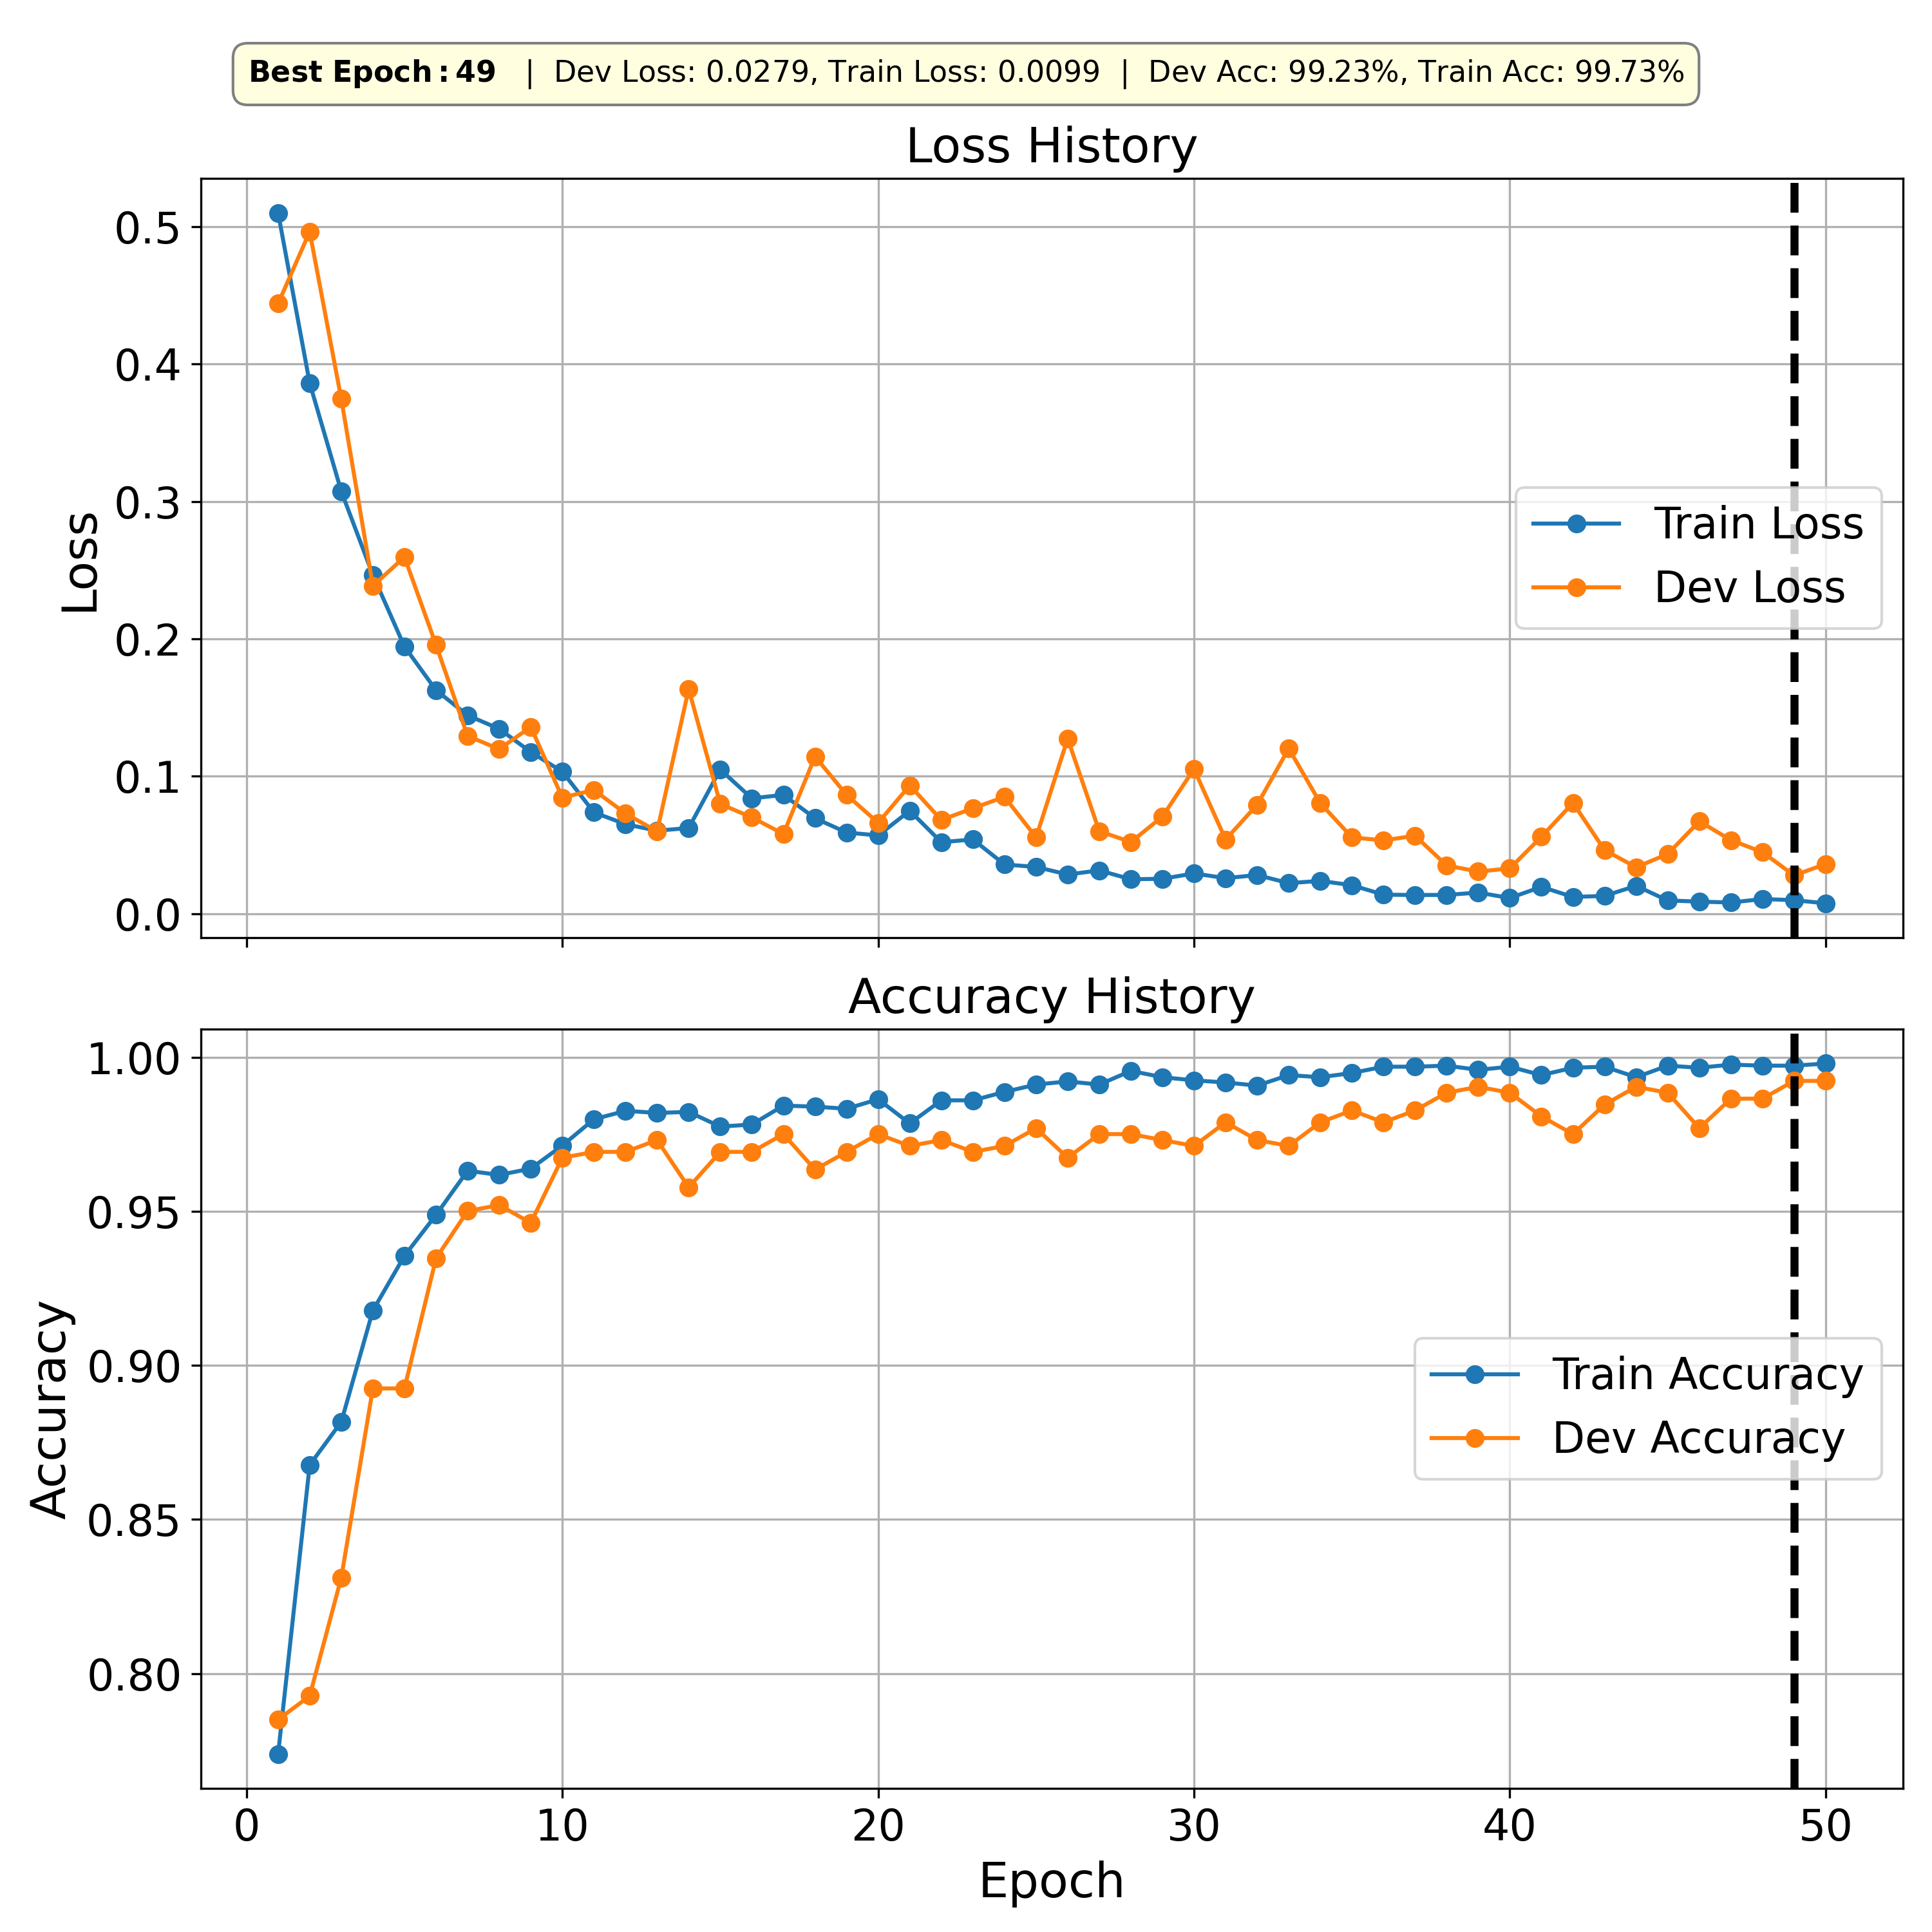 Best Epoch: 49 | Dev Loss: 0.0279, Train Loss: 0.0099 | Dev Acc: 99.23%, Train Acc: 99.73%
Loss History
0.5
0.4
0.3
0.2
0.1
0.0
Loss
Train Loss
Dev Loss
Accuracy History
1.00
0.95
0.90
0.85
0.80
Accuracy
Train Accuracy
Dev Accuracy
0 10 20 30 40 50
Epoch